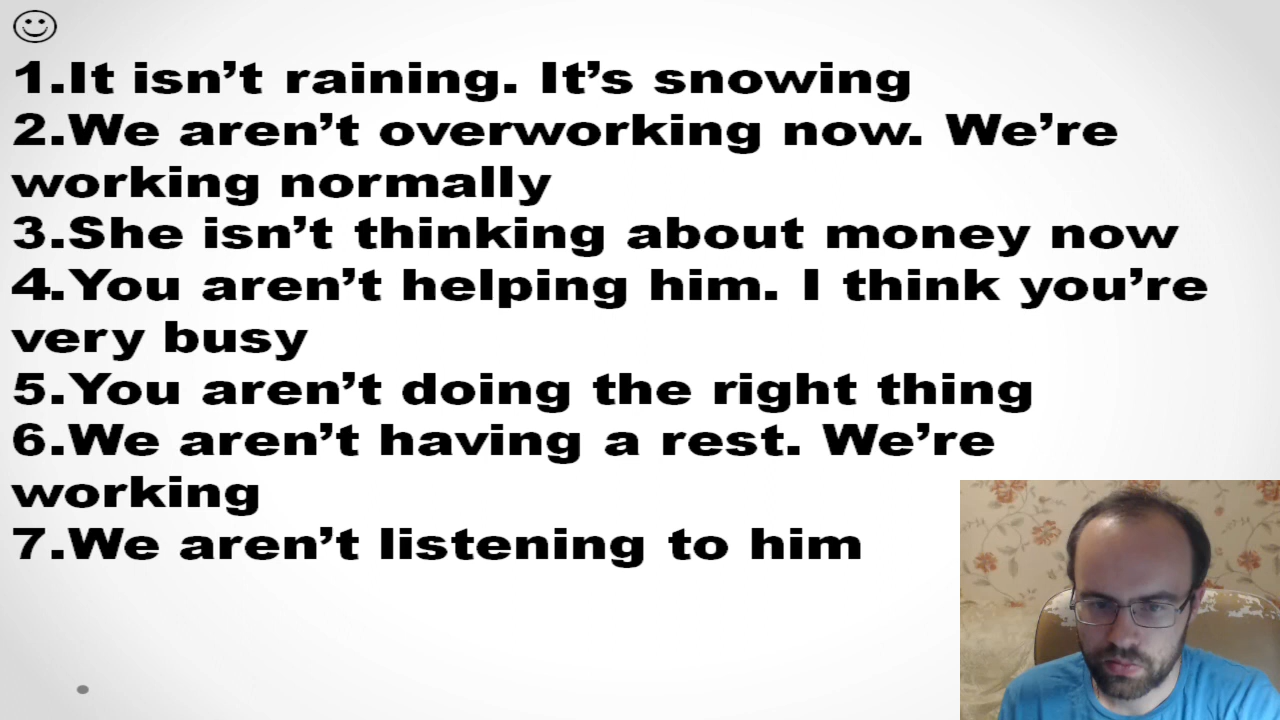 1.It isn’t raining. It’s snowing
2.We aren’t overworking now. We’re
working normally
3.She isn’t thinking about money now
4.You aren’t helping him. I think you’re
very busy
5.You aren’t doing the right thing
6.We aren’t having a rest. We’re
working
7.We aren’t listening to him